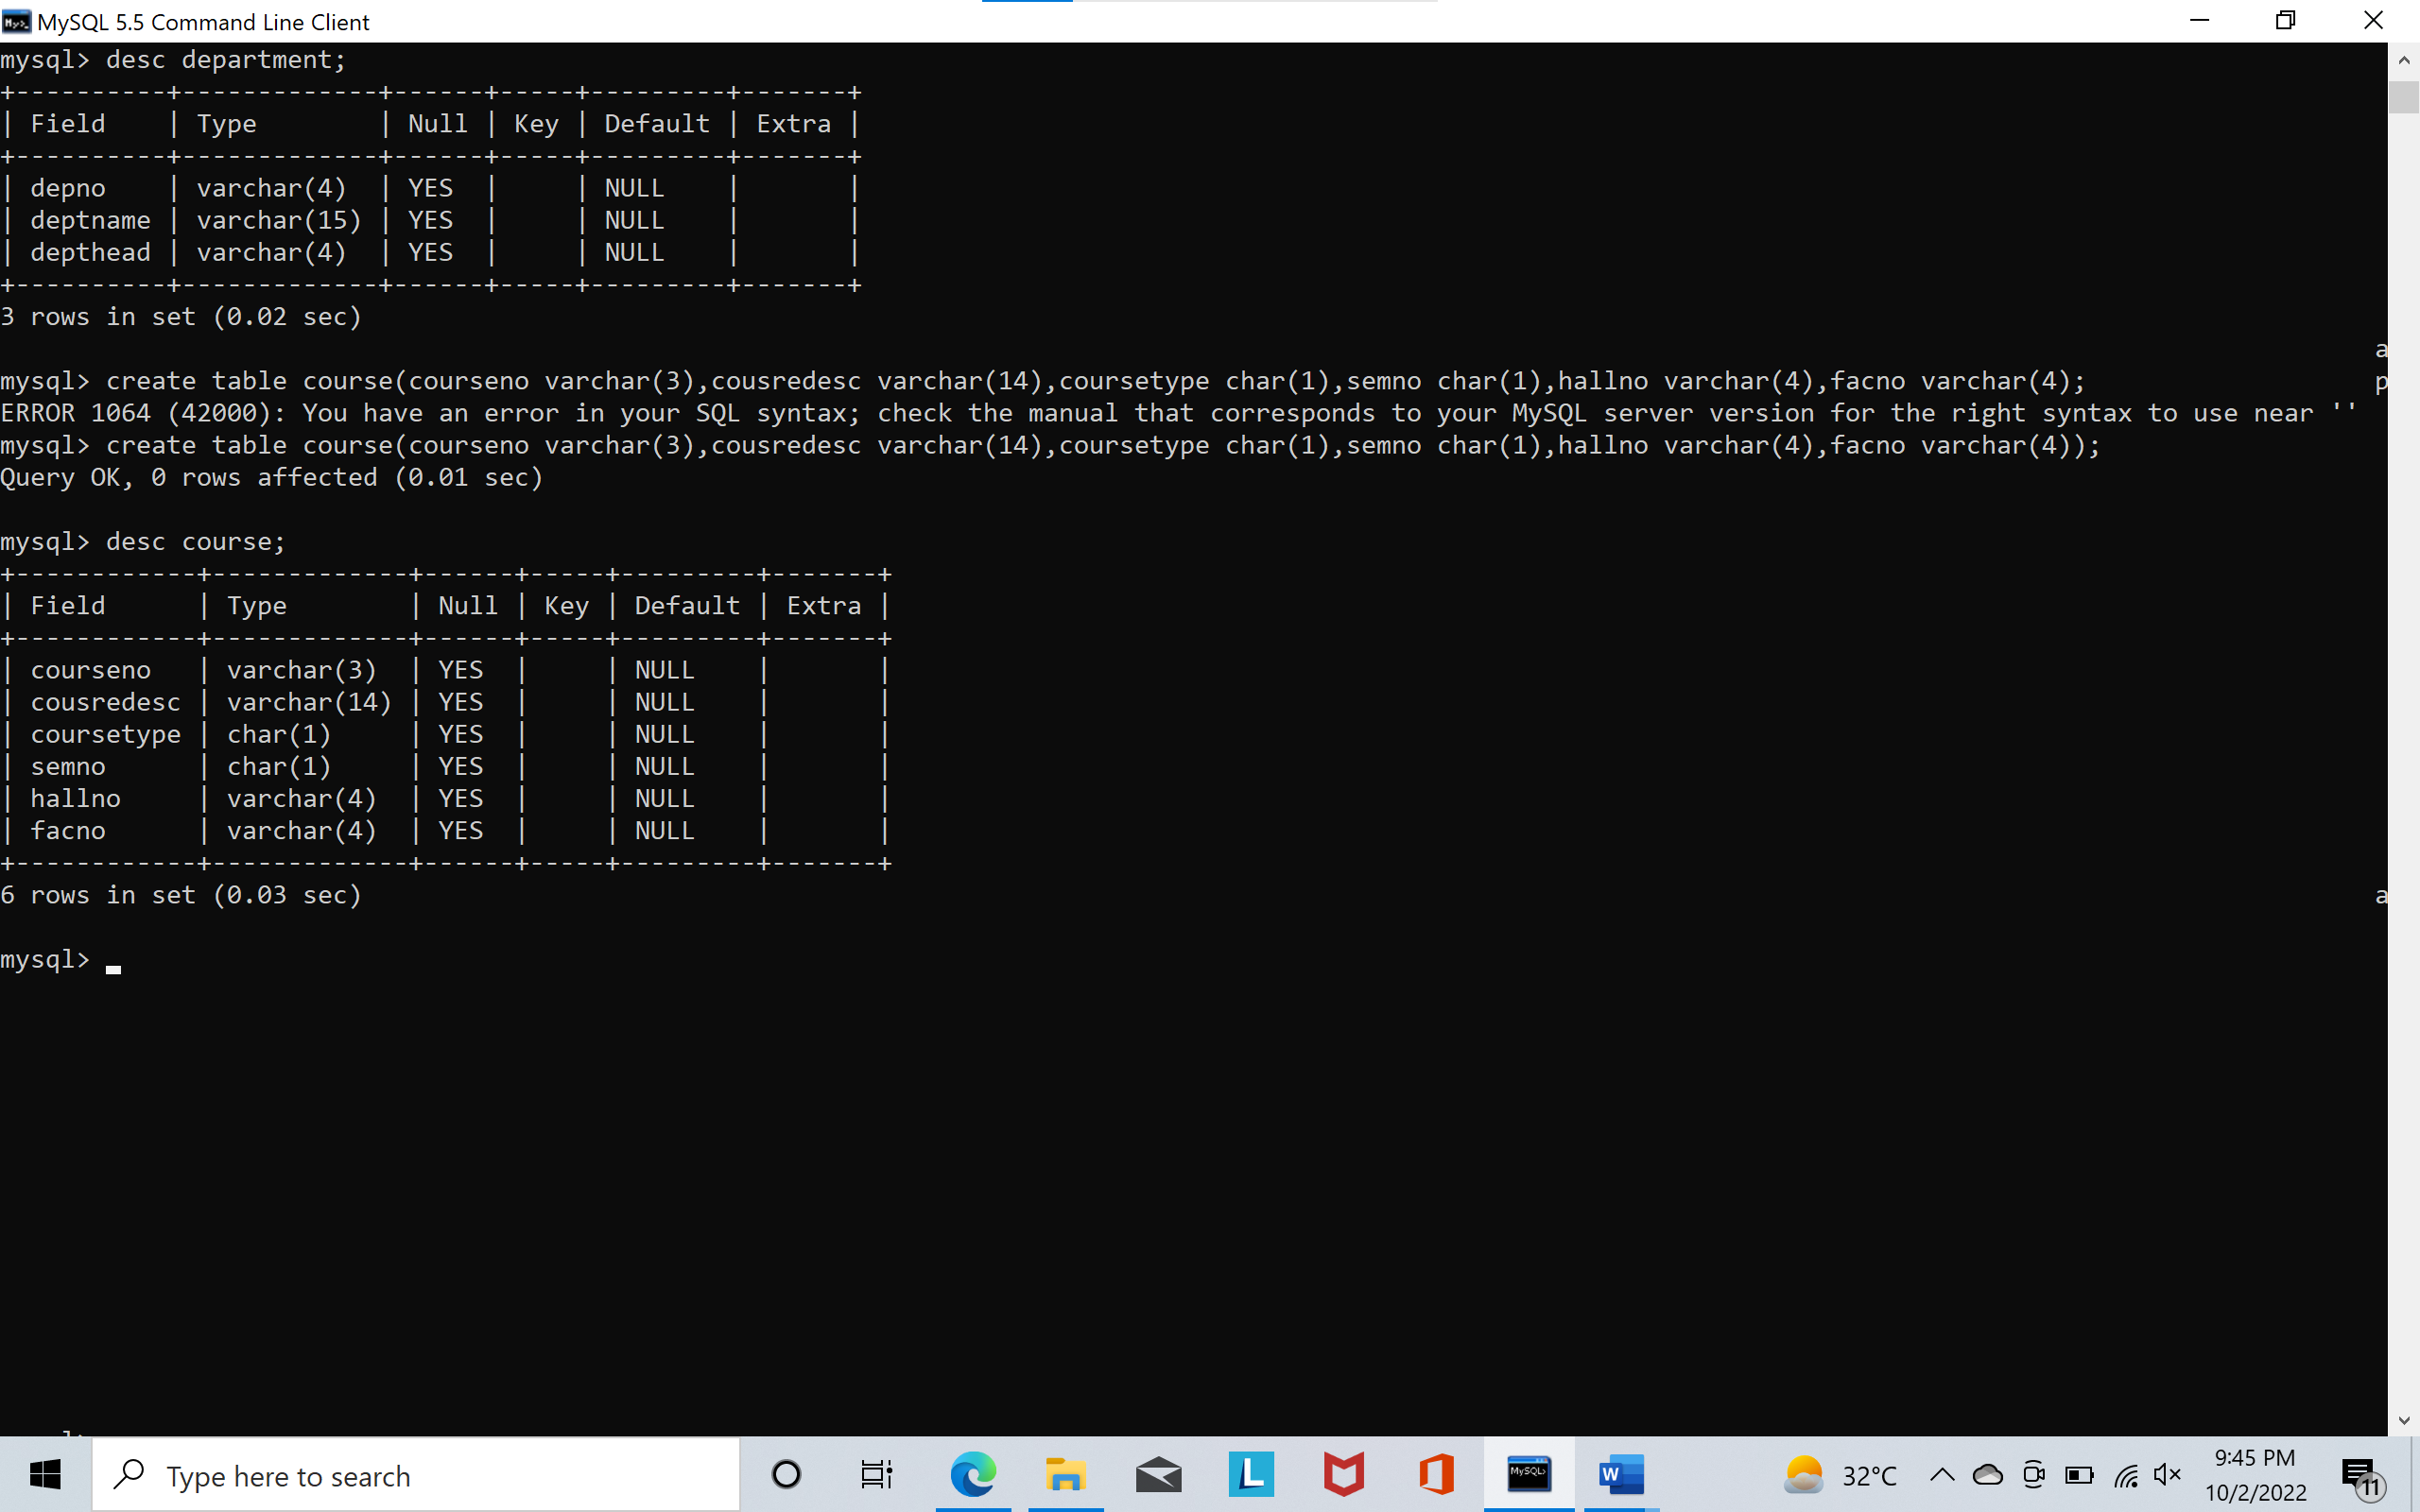 MySQL 5.5 Command Line Client
mysql> desc department;
+----------+-------------+------+-----+---------+-------+
| Field    | Type        | Null | Key | Default | Extra |
+----------+-------------+------+-----+---------+-------+
| depno    | varchar(4)  | YES  |     | NULL    |       |
| deptname | varchar(15) | YES  |     | NULL    |       |
| depthead | varchar(4)  | YES  |     | NULL    |       |
+----------+-------------+------+-----+---------+-------+
3 rows in set (0.02 sec)
a
mysql> create table course(courseno varchar(3),cousredesc varchar(14),coursetype char(1),semno char(1),hallno varchar(4),facno varchar(4); p
ERROR 1064 (42000): You have an error in your SQL syntax; check the manual that corresponds to your MySQL server version for the right syntax to use near ''
mysql> create table course(courseno varchar(3),cousredesc varchar(14),coursetype char(1),semno char(1),hallno varchar(4),facno varchar(4));
Query OK, 0 rows affected (0.01 sec)
mysql> desc course;
+------------+-------------+------+-----+---------+-------+
| Field      | Type        | Null | Key | Default | Extra |
+------------+-------------+------+-----+---------+-------+
| courseno   | varchar(3)  | YES  |     | NULL    |       |
| cousredesc | varchar(14) | YES  |     | NULL    |       |
| coursetype | char(1)     | YES  |     | NULL    |       |
| semno      | char(1)     | YES  |     | NULL    |       |
| hallno     | varchar(4)  | YES  |     | NULL    |       |
| facno      | varchar(4)  | YES  |     | NULL    |       |
+------------+-------------+------+-----+---------+-------+
6 rows in set (0.03 sec) a
mysql>
Type here to search
L
MySQL>
W
32°C
9:45 PM
10/2/2022
11